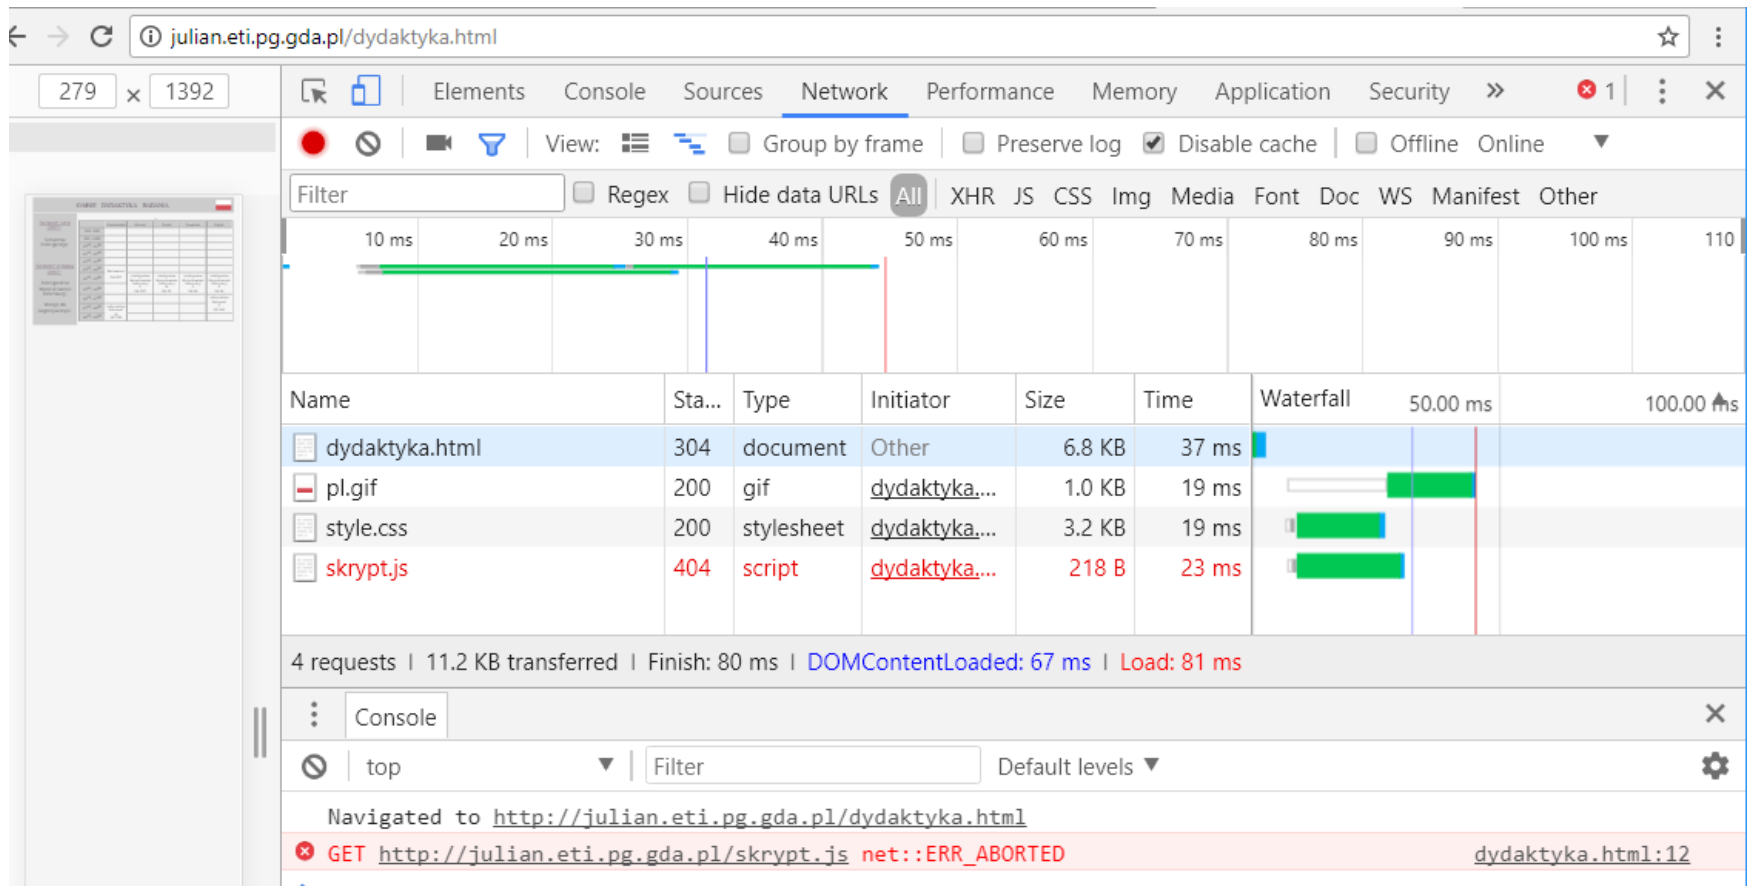 julian.eti.pg.gda.pl/dydaktyka.html
279 × 1392
Elements Console Sources Network Performance Memory Application Security » 1
View: Group by frame Preserve log Disable cache Offline Online
Filter Regex Hide data URLs All XHR JS CSS Img Media Font Doc WS Manifest Other
10 ms 20 ms 30 ms 40 ms 50 ms 60 ms 70 ms 80 ms 90 ms 100 ms 110
Name Sta... Type Initiator Size Time Waterfall 50.00 ms 100.00 ms
dydaktyka.html 304 document Other 6.8 KB 37 ms
pl.gif 200 gif dydaktyka.... 1.0 KB 19 ms
style.css 200 stylesheet dydaktyka.... 3.2 KB 19 ms
skrypt.js 404 script dydaktyka.... 218 B 23 ms
4 requests | 11.2 KB transferred | Finish: 80 ms | DOMContentLoaded: 67 ms | Load: 81 ms
Console
top Filter Default levels
Navigated to http://julian.eti.pg.gda.pl/dydaktyka.html
GET http://julian.eti.pg.gda.pl/skrypt.js net::ERR_ABORTED dydaktyka.html:12